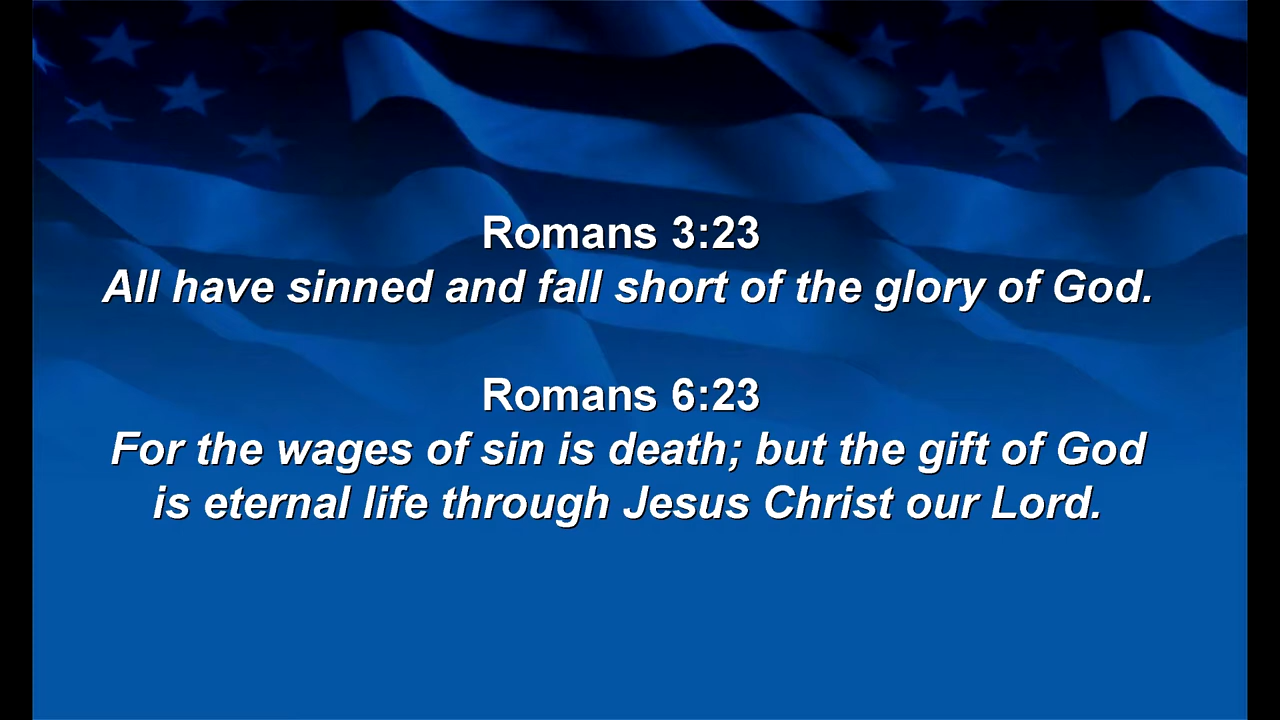 Romans 3:23
All have sinned and fall short of the glory of God.
Romans 6:23
For the wages of sin is death; but the gift of God
is eternal life through Jesus Christ our Lord.